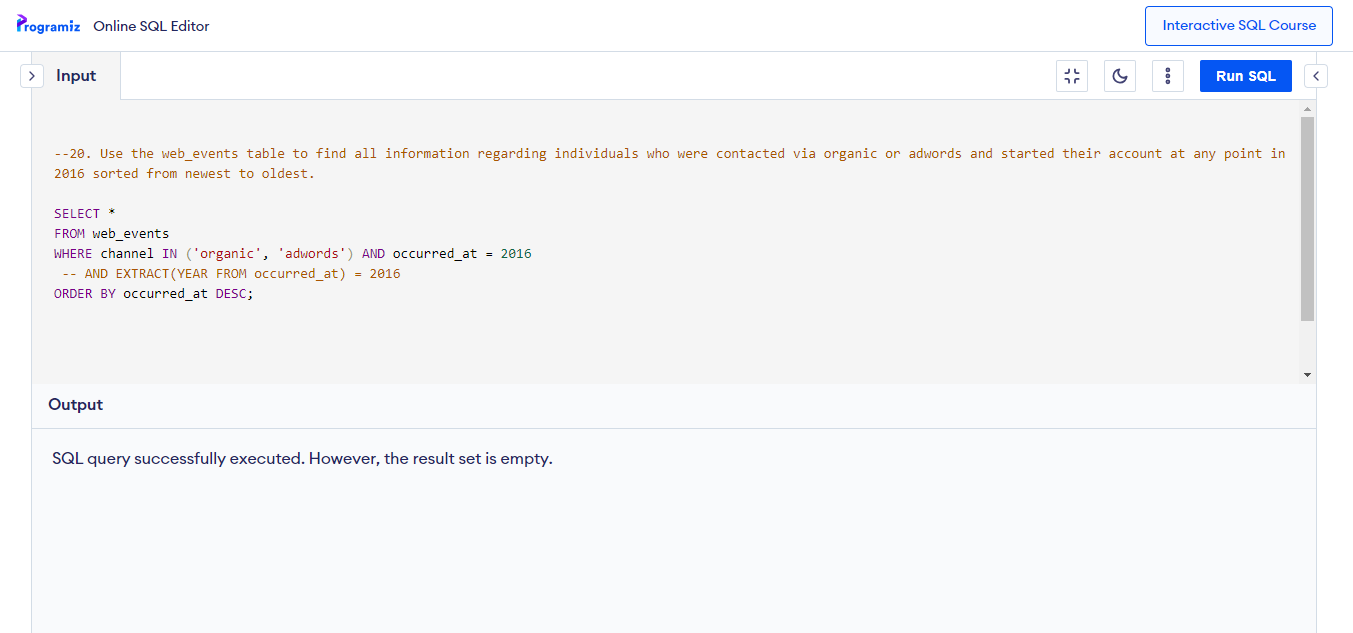 Programiz Online SQL Editor
Interactive SQL Course
Input
Run SQL
--20. Use the web_events table to find all information regarding individuals who were contacted via organic or adwords and started their account at any point in
2016 sorted from newest to oldest.
SELECT *
FROM web_events
WHERE channel IN ('organic', 'adwords') AND occurred_at = 2016
-- AND EXTRACT(YEAR FROM occurred_at) = 2016
ORDER BY occurred_at DESC;
Output
SQL query successfully executed. However, the result set is empty.